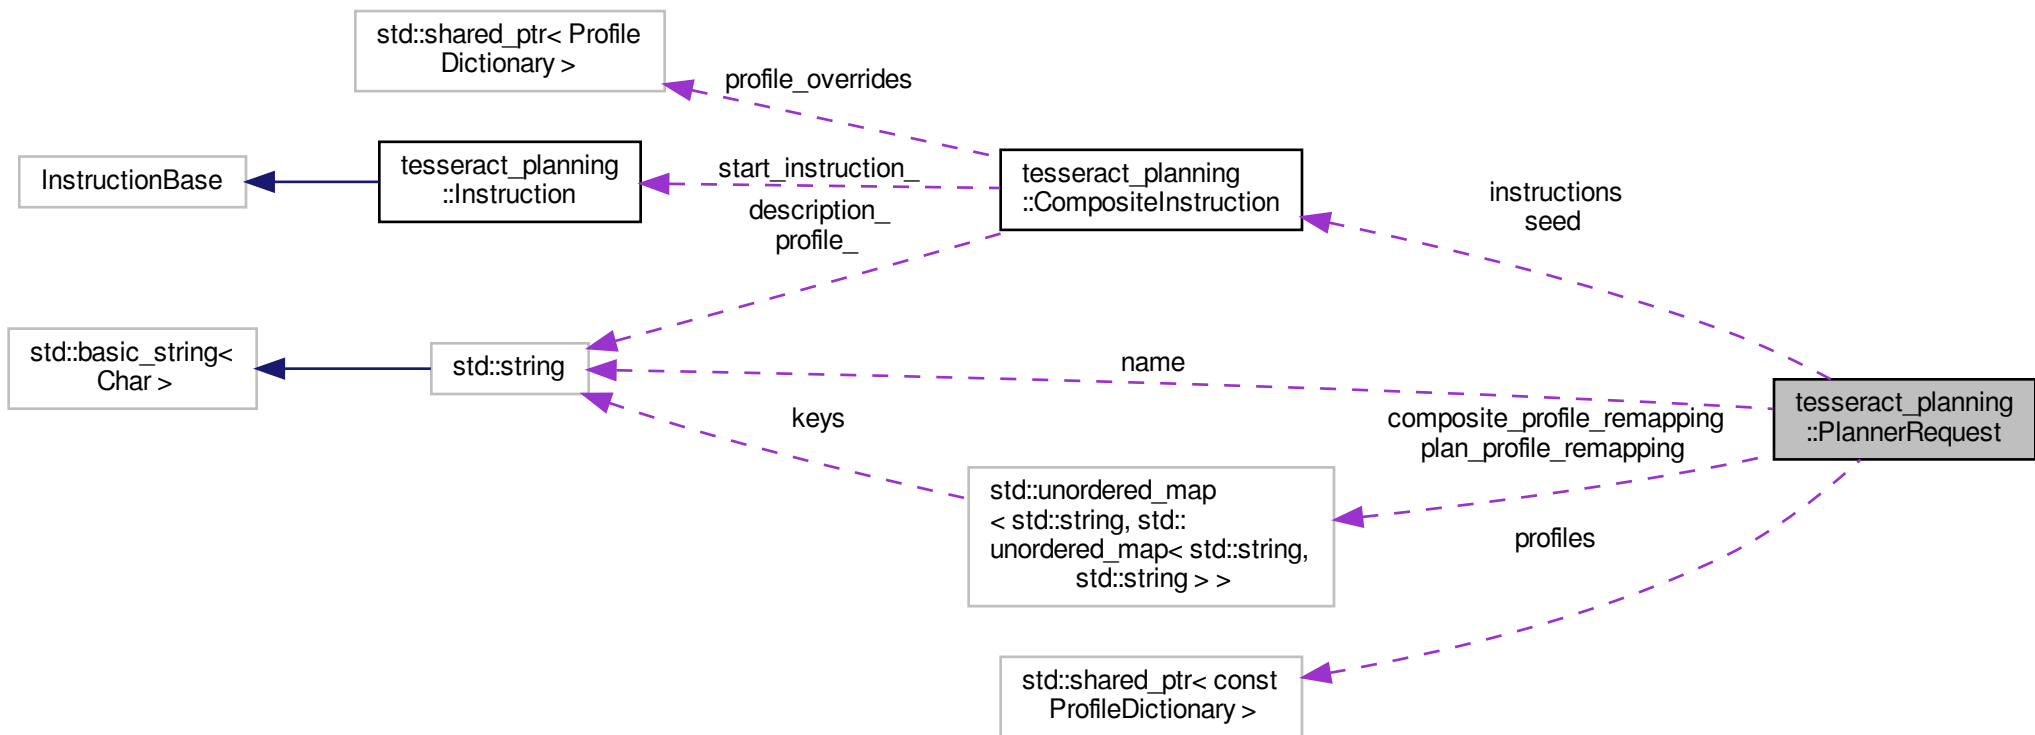 std::shared_ptr< Profile
Dictionary >
profile_overrides
InstructionBase
tesseract_planning
::Instruction
start_instruction_
description_
profile_
tesseract_planning
::CompositeInstruction
instructions
seed
std::basic_string<
Char >
std::string
name
keys
composite_profile_remapping
plan_profile_remapping
tesseract_planning
::PlannerRequest
std::unordered_map
< std::string, std::
unordered_map< std::string,
std::string > >
profiles
std::shared_ptr< const
ProfileDictionary >